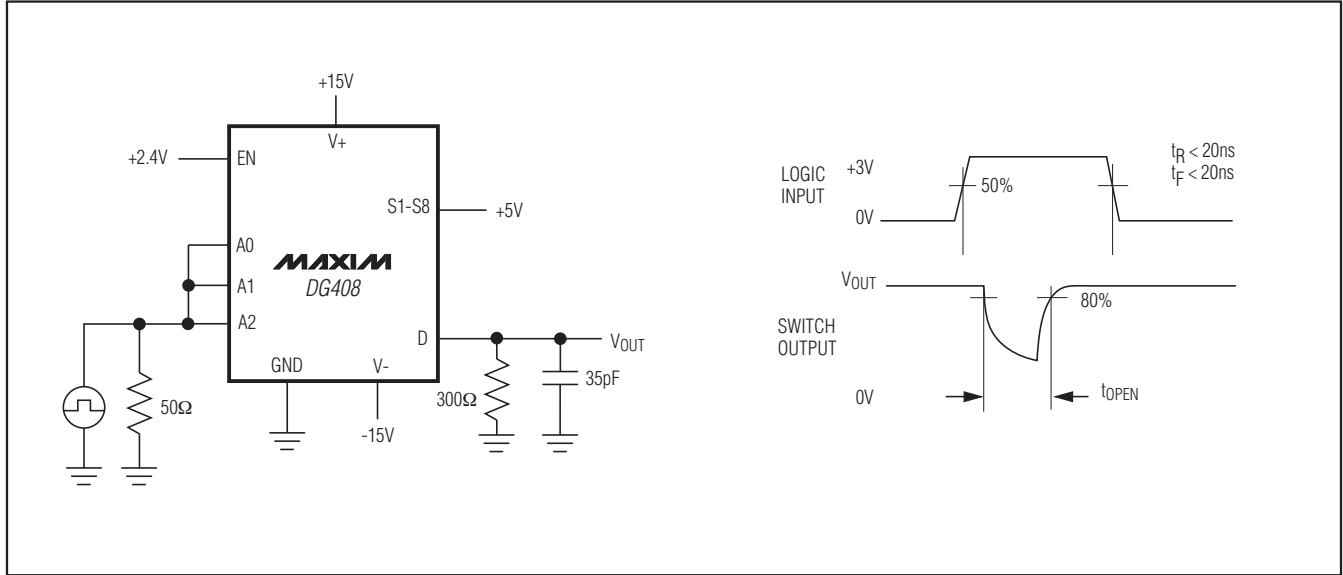 +15V
V+
+2.4V
EN
S1-S8
+5V
A0
MAXIM
DG408
A1
A2
D
VOUT
GND
V-
50Ω
300Ω
35pF
-15V
LOGIC
INPUT
+3V
50%
0V
tR < 20ns
tF < 20ns
VOUT
80%
SWITCH
OUTPUT
0V
tOPEN